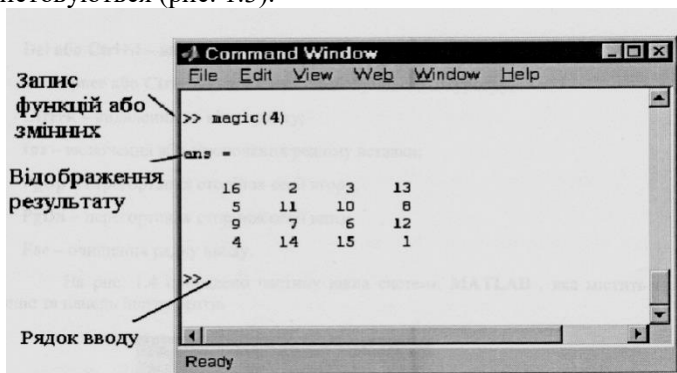 истовуються (рис. 1.3).
Command Window
File Edit View Web Window Help
Запис
функцій або
змінних
>> magic(4)
ans =
Відображення
результату
16 2 13
5 11 10 8
9 7 6 12
4 14 15 1
>>
Рядок вводу
Ready